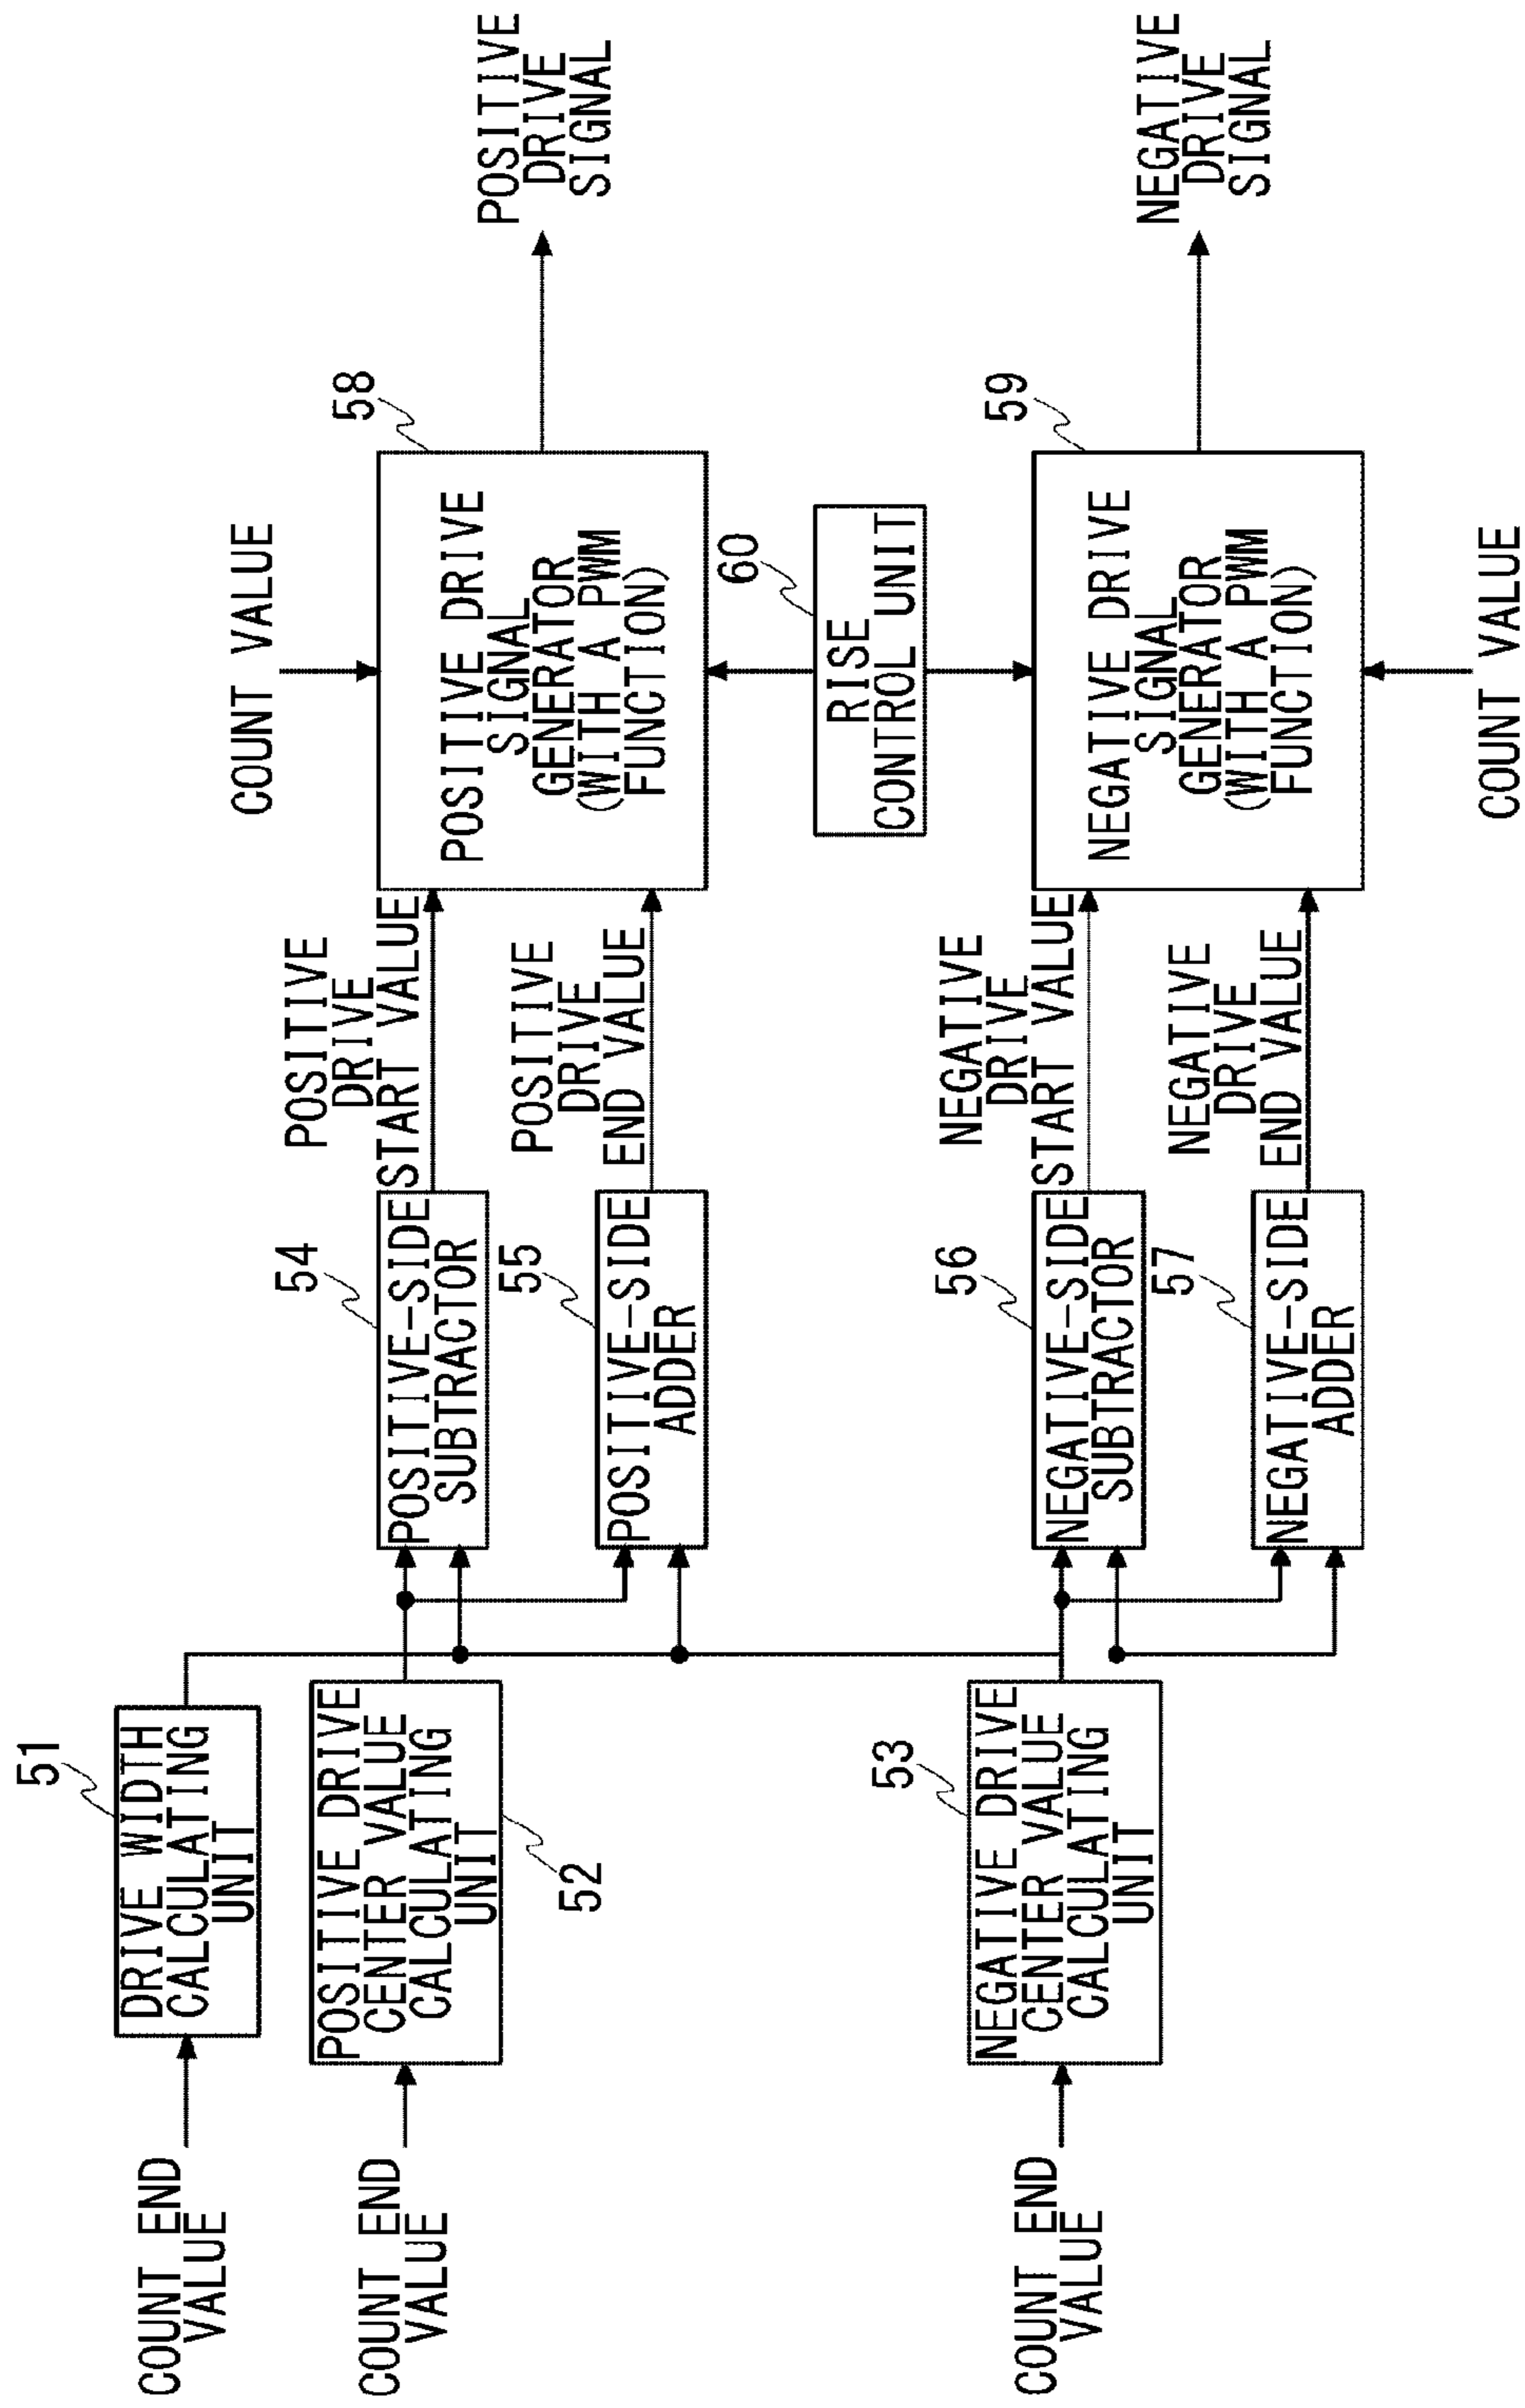 COUNT END
VALUE
51
DRIVE WIDTH
CALCULATING
UNIT
COUNT END
VALUE
POSITIVE DRIVE
CENTER VALUE
CALCULATING
UNIT
52
COUNT END
VALUE
53
NEGATIVE DRIVE
CENTER VALUE
CALCULATING
UNIT
54
POSITIVE-SIDE
SUBTRACTOR
55
POSITIVE-SIDE
ADDER
56
NEGATIVE-SIDE
SUBTRACTOR
57
NEGATIVE-SIDE
ADDER
POSITIVE
DRIVE
START VALUE
POSITIVE
DRIVE
END VALUE
NEGATIVE
DRIVE
START VALUE
NEGATIVE
DRIVE
END VALUE
COUNT VALUE
58
POSITIVE DRIVE
SIGNAL
GENERATOR
(WITH A PWM
FUNCTION)
60
RISE
CONTROL UNIT
59
NEGATIVE DRIVE
SIGNAL
GENERATOR
(WITH A PWM
FUNCTION)
COUNT VALUE
POSITIVE
DRIVE
SIGNAL
NEGATIVE
DRIVE
SIGNAL